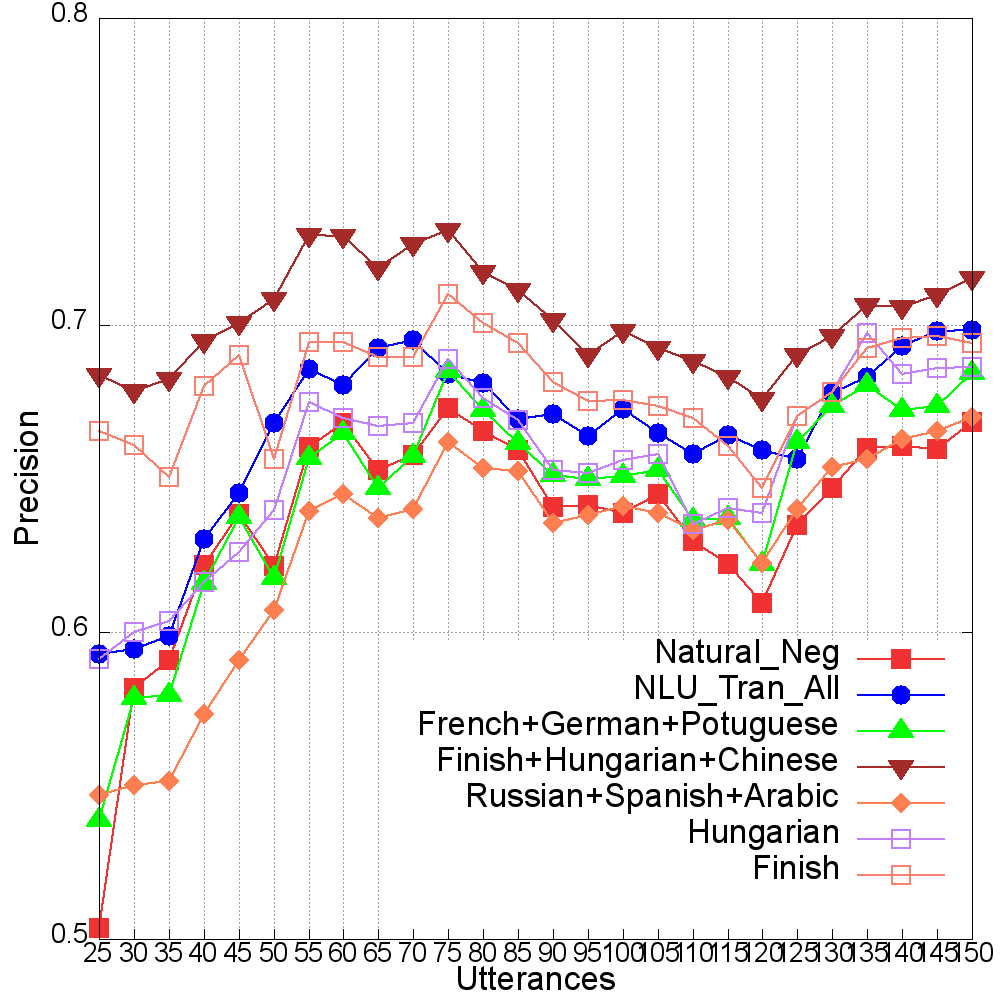 0.8
0.7
0.6
0.5
Precision
25 30 35 40 45 50 55 60 65 70 75 80 85 90 95 100 105 110 115 120 125 130 135 140 145 150
Utterances
Natural_Neg
NLU_Tran_All
French+German+Potuguese
Finish+Hungarian+Chinese
Russian+Spanish+Arabic
Hungarian
Finish